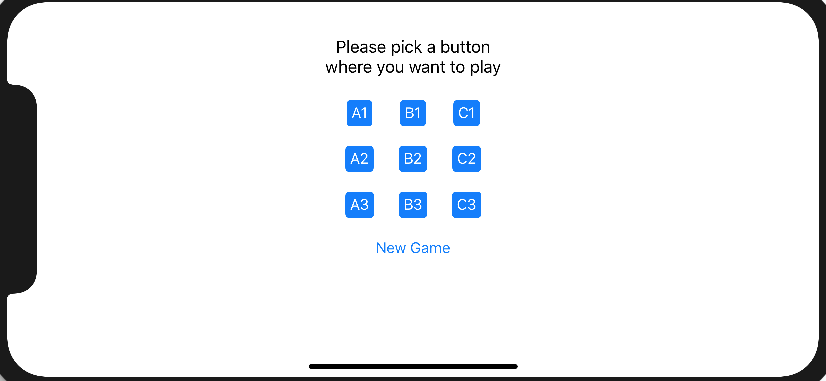 Please pick a button
where you want to play
A1 B1 C1
A2 B2 C2
A3 B3 C3
New Game